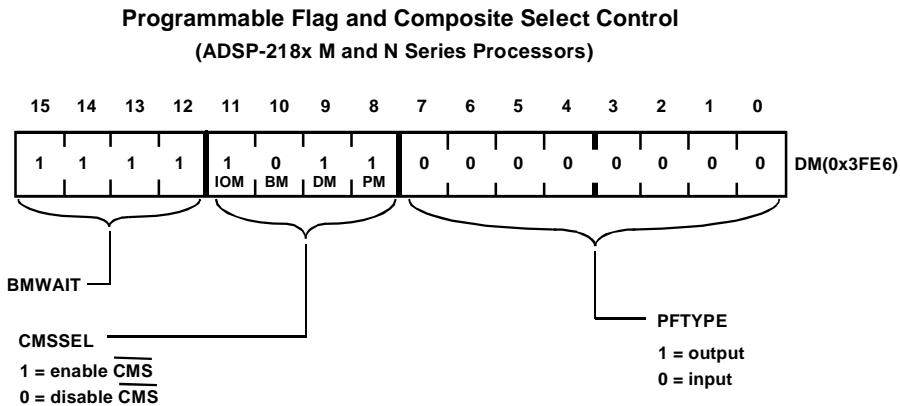 Programmable Flag and Composite Select Control
(ADSP-218x M and N Series Processors)
15 14 13 12 11 10 9 8 7 6 5 4 3 2 1 0
1 1 1 1 1 0 1 1 0 0 0 0 0 0 0 0 DM(0x3FE6)
IOM BM DM PM
BMWAIT
CMSSEL
1 = enable CMS
0 = disable CMS
PFTYPE
1 = output
0 = input